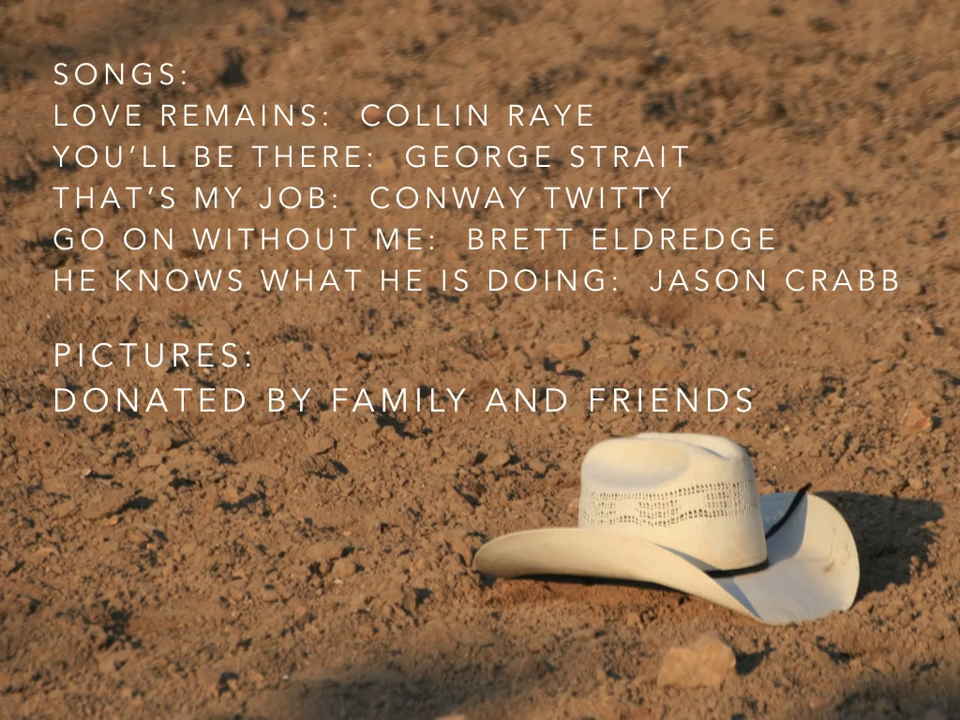 SONGS:
LOVE REMAINS:  COLLIN RAYE
YOU’LL BE THERE:  GEORGE STRAIT
THAT’S MY JOB:  CONWAY TWITTY
GO ON WITHOUT ME:  BRETT ELDREDGE
HE KNOWS WHAT HE IS DOING:  JASON CRABB
PICTURES:
DONATED BY FAMILY AND FRIENDS